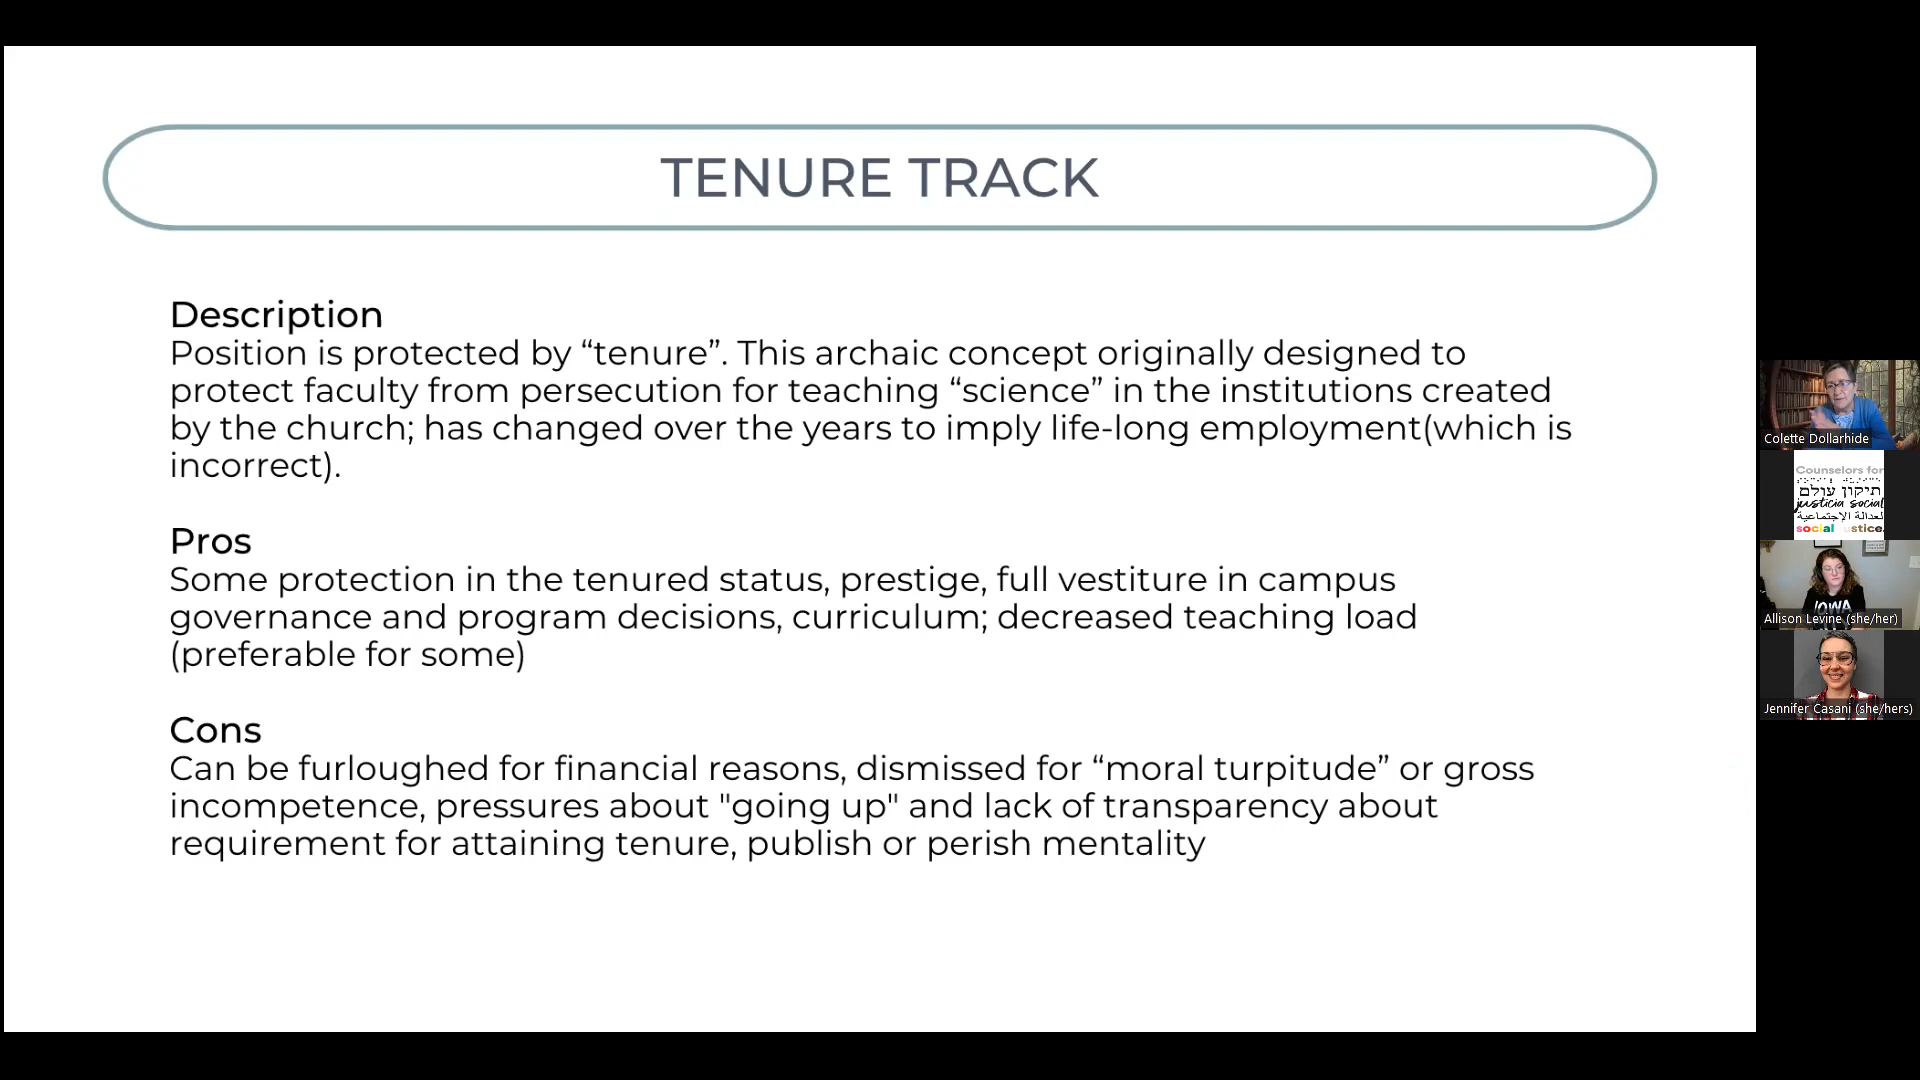 TENURE TRACK
Description
Position is protected by “tenure”. This archaic concept originally designed to
protect faculty from persecution for teaching “science” in the institutions created
by the church; has changed over the years to imply life-long employment(which is
incorrect).
Pros
Some protection in the tenured status, prestige, full vestiture in campus
governance and program decisions, curriculum; decreased teaching load
(preferable for some)
Cons
Can be furloughed for financial reasons, dismissed for “moral turpitude” or gross
incompetence, pressures about "going up" and lack of transparency about
requirement for attaining tenure, publish or perish mentality
Colette Dollarhide
Counselors for
תיקון עולם
justicia social
social
IOWA
Allison Levine (she/her)
Jennifer Casani (she/hers)